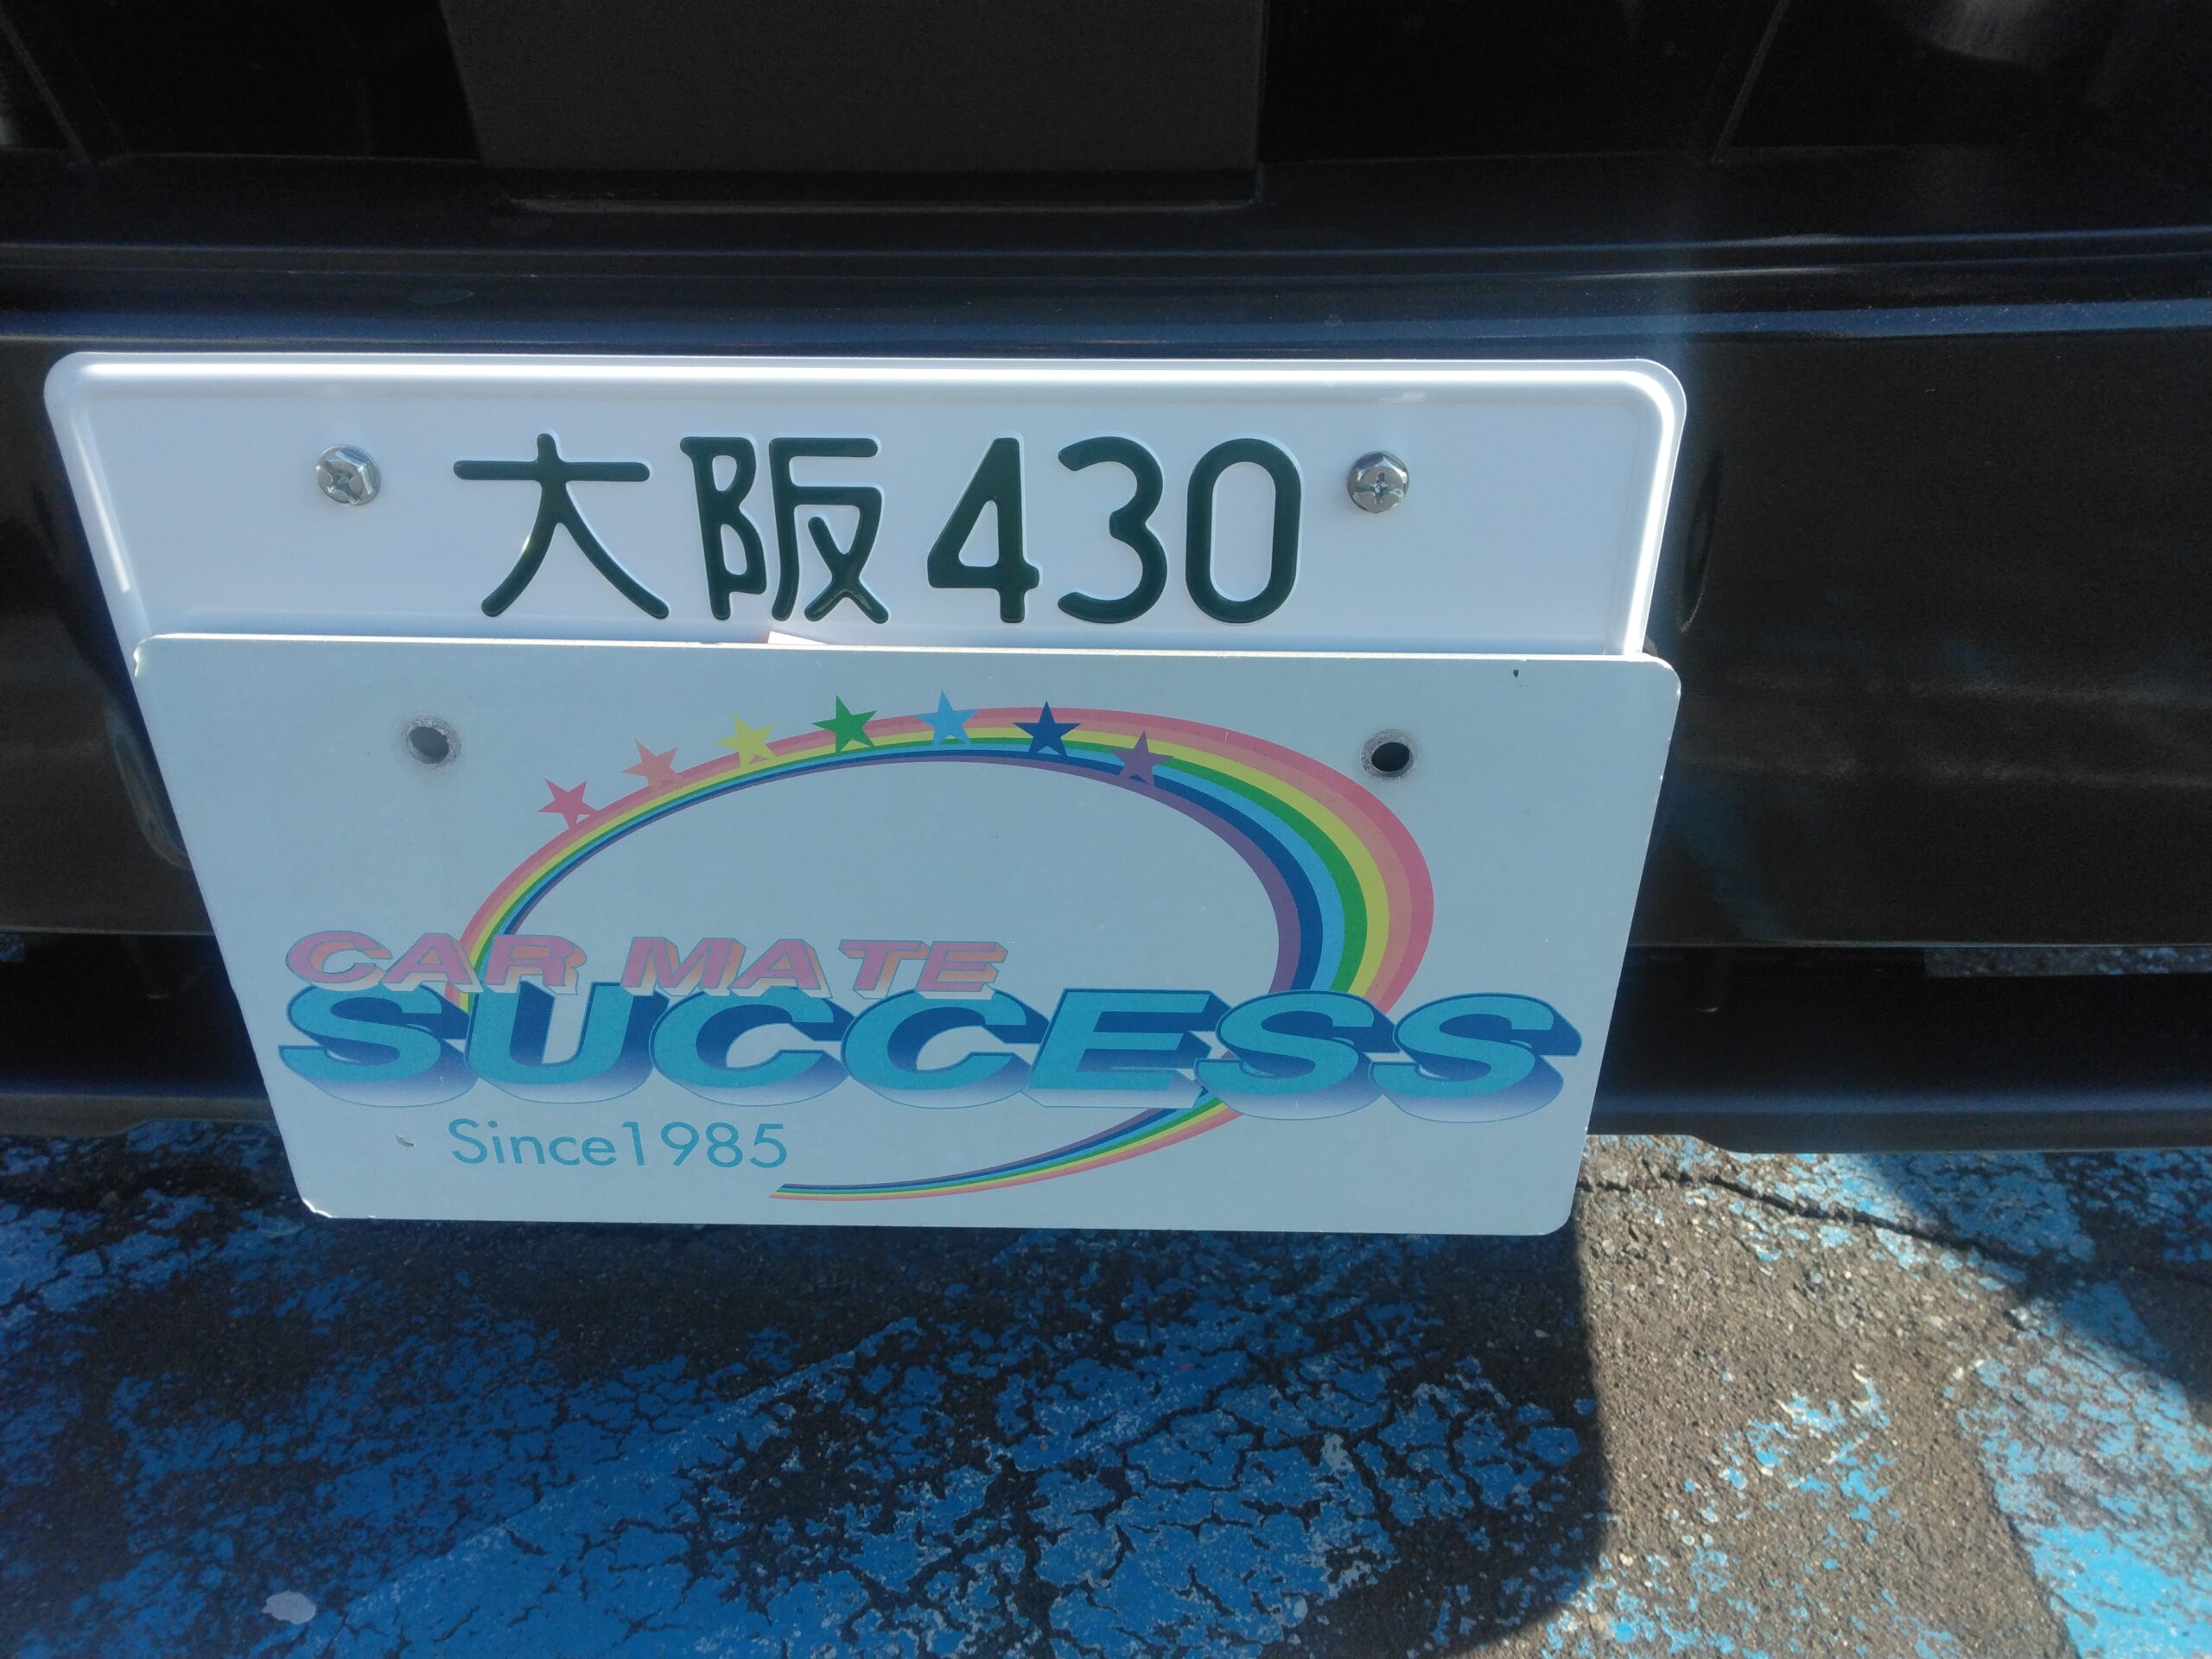 大阪430
CAR MATE
SUCCESS
Since1985